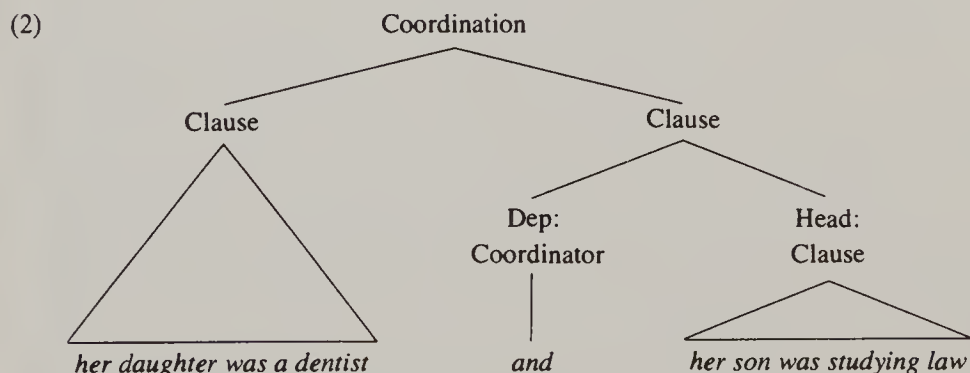 (2) Coordination
Clause Clause
Dep: Head:
Coordinator Clause
her daughter was a dentist and her son was studying law